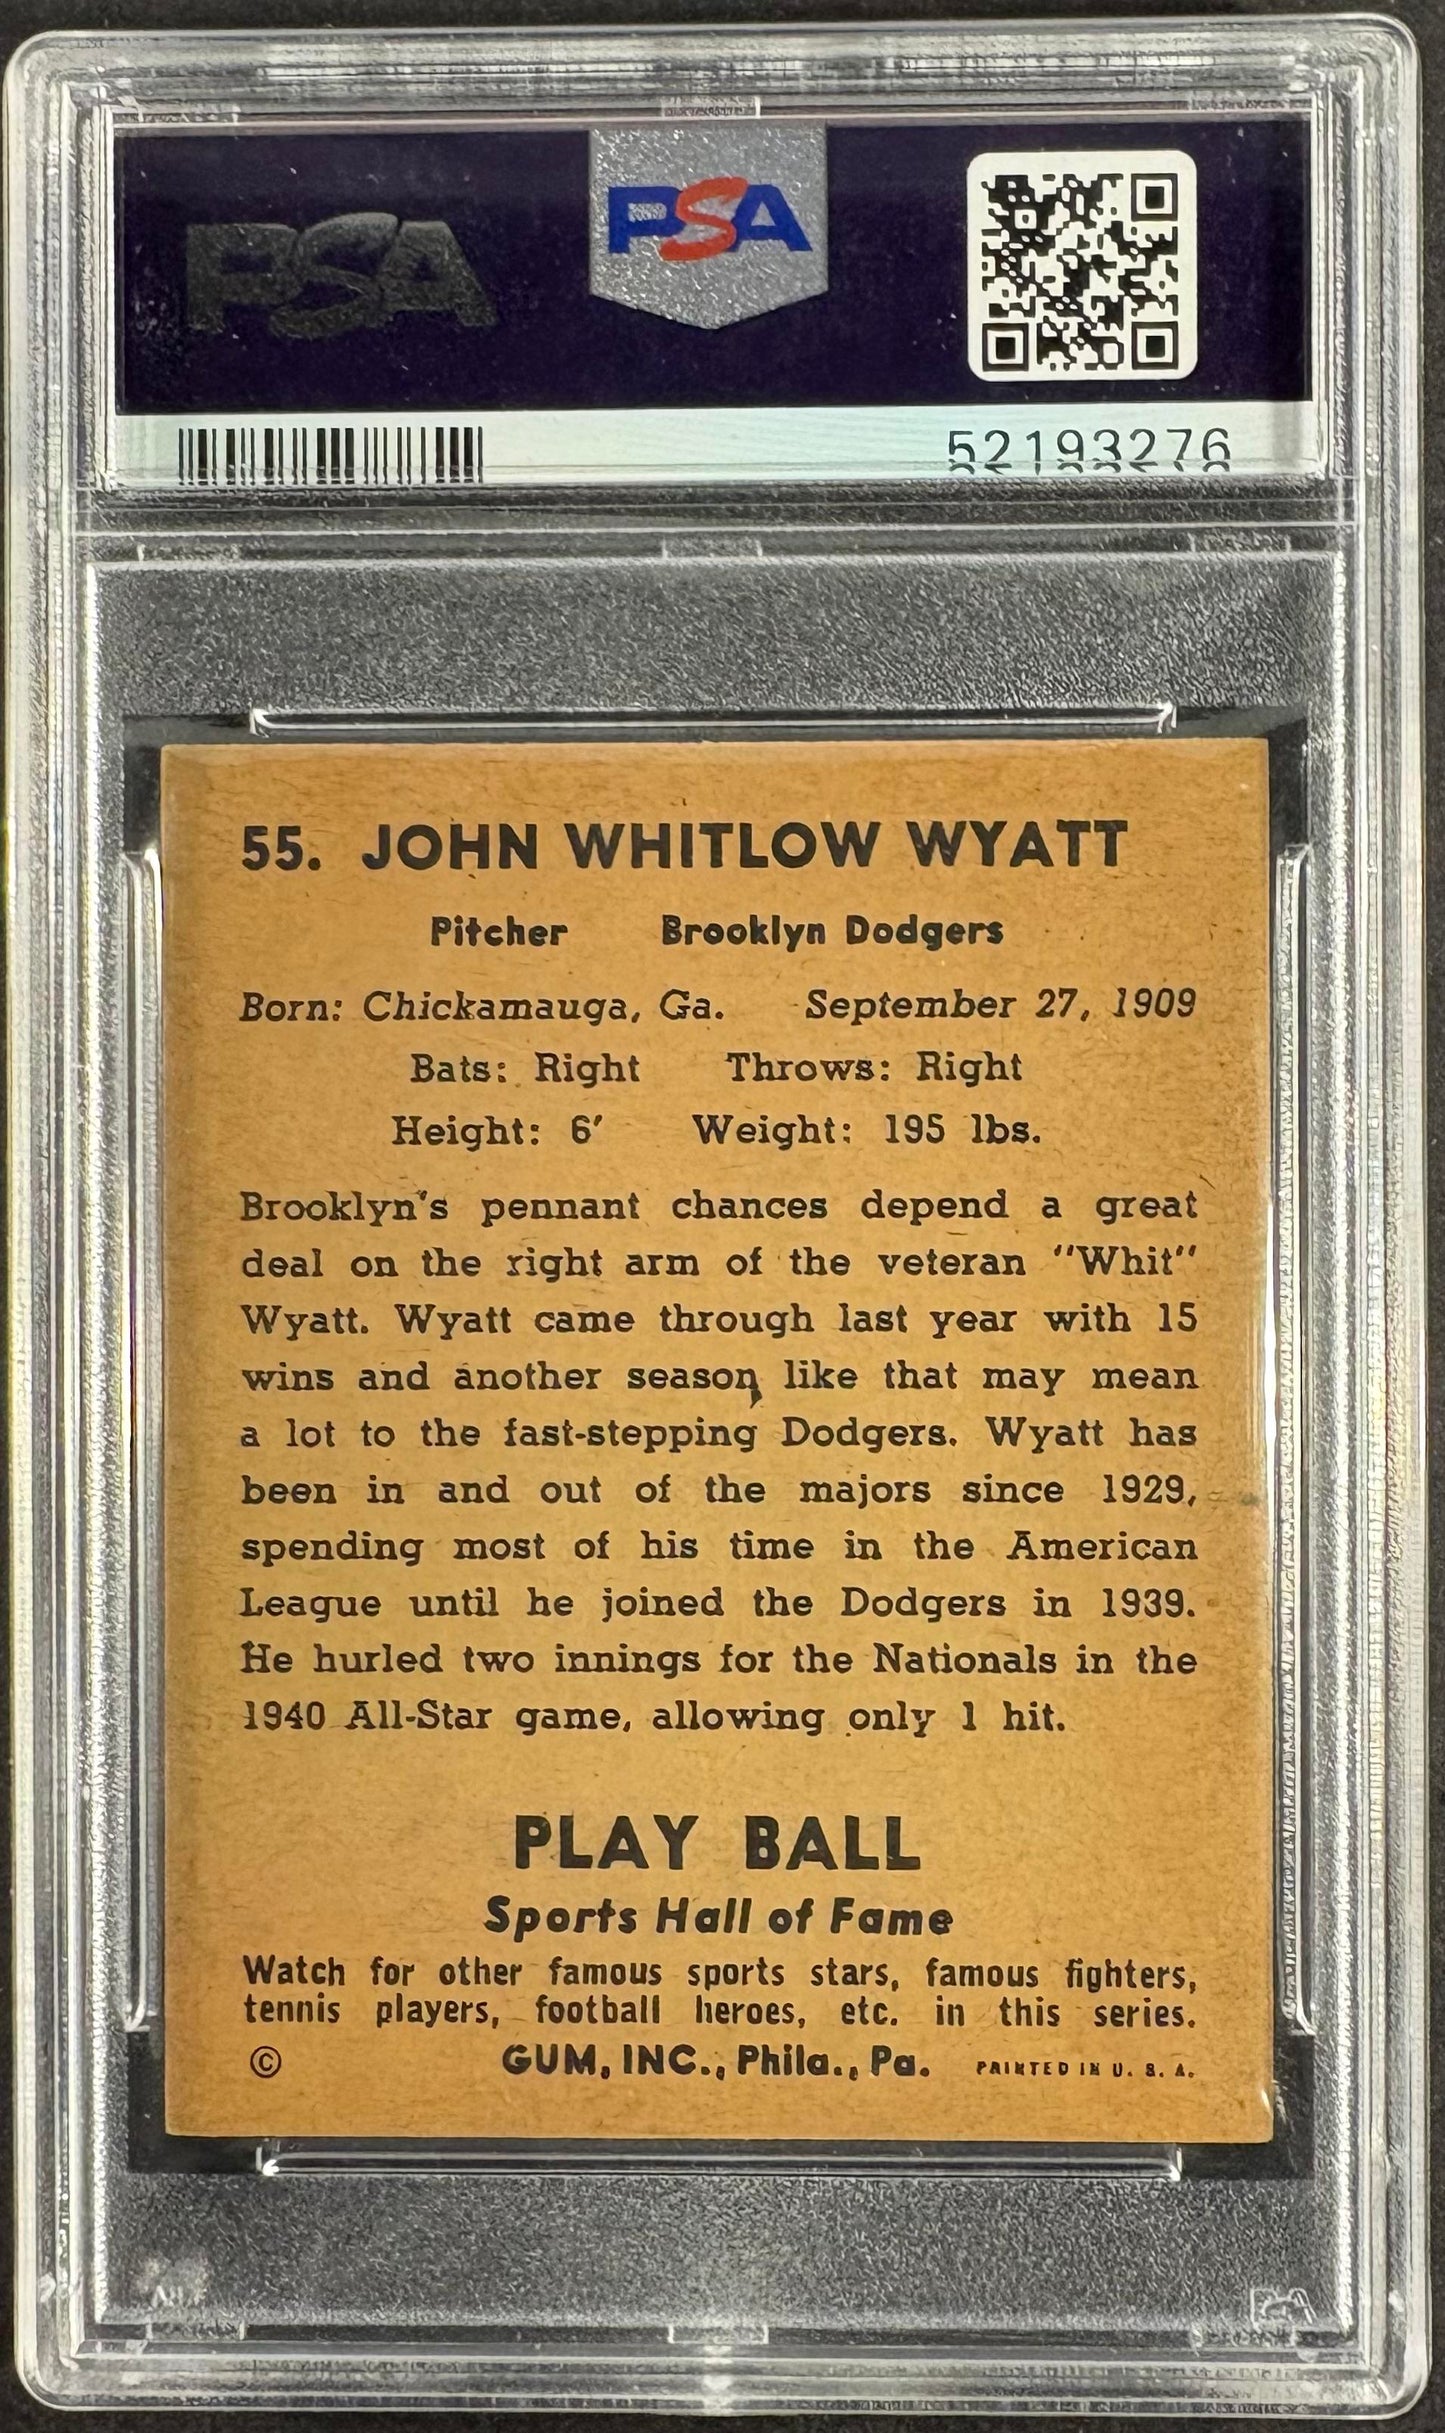 PSA
PSA
52193276
55. JOHN WHITLOW WYATT
Pitcher Brooklyn Dodgers
Born: Chickamauga, Ga. September 27, 1909
Bats: Right Throws: Right
Height: 6' Weight: 195 lbs.
Brooklyn's pennant chances depend a great
deal on the right arm of the veteran "Whit"
Wyatt. Wyatt came through last year with 15
wins and another season like that may mean
a lot to the fast-stepping Dodgers. Wyatt has
been in and out of the majors since 1929,
spending most of his time in the American
League until he joined the Dodgers in 1939.
He hurled two innings for the Nationals in the
1940 All-Star game, allowing only 1 hit.
PLAY BALL
Sports Hall of Fame
Watch for other famous sports stars, famous fighters,
tennis players, football heroes, etc. in this series.
© GUM, INC., Phila., Pa. PRINTED IN U. S. A.
PSA